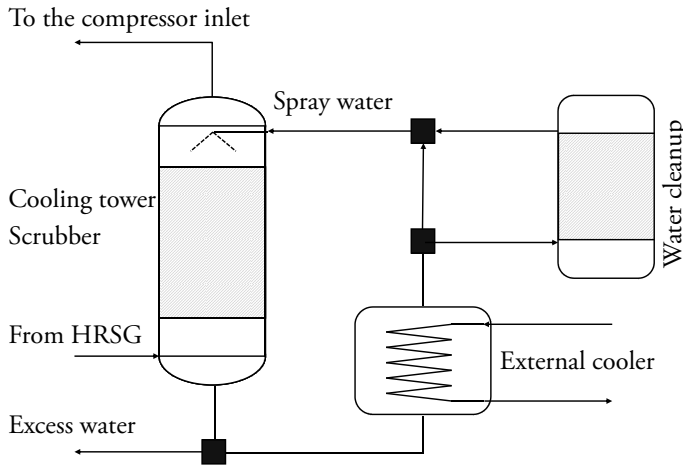 To the compressor inlet
Spray water
Cooling tower
Scrubber
Water cleanup
From HRSG
External cooler
Excess water